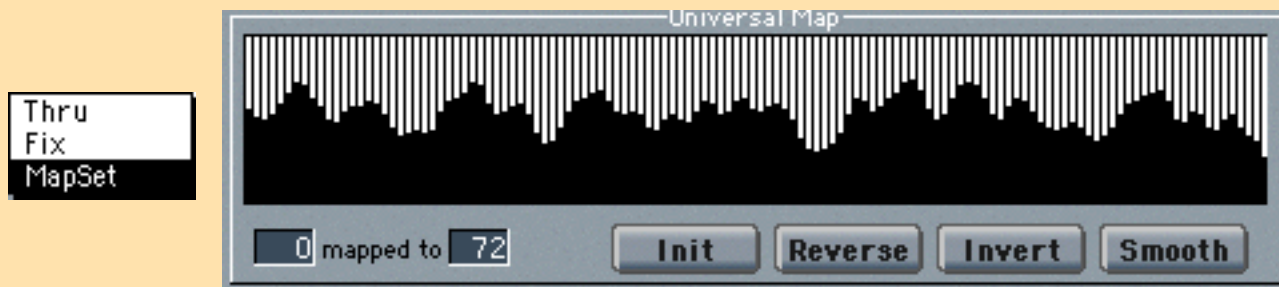 Thru
Fix
MapSet
Universal Map
0 mapped to 72
Init
Reverse
Invert
Smooth